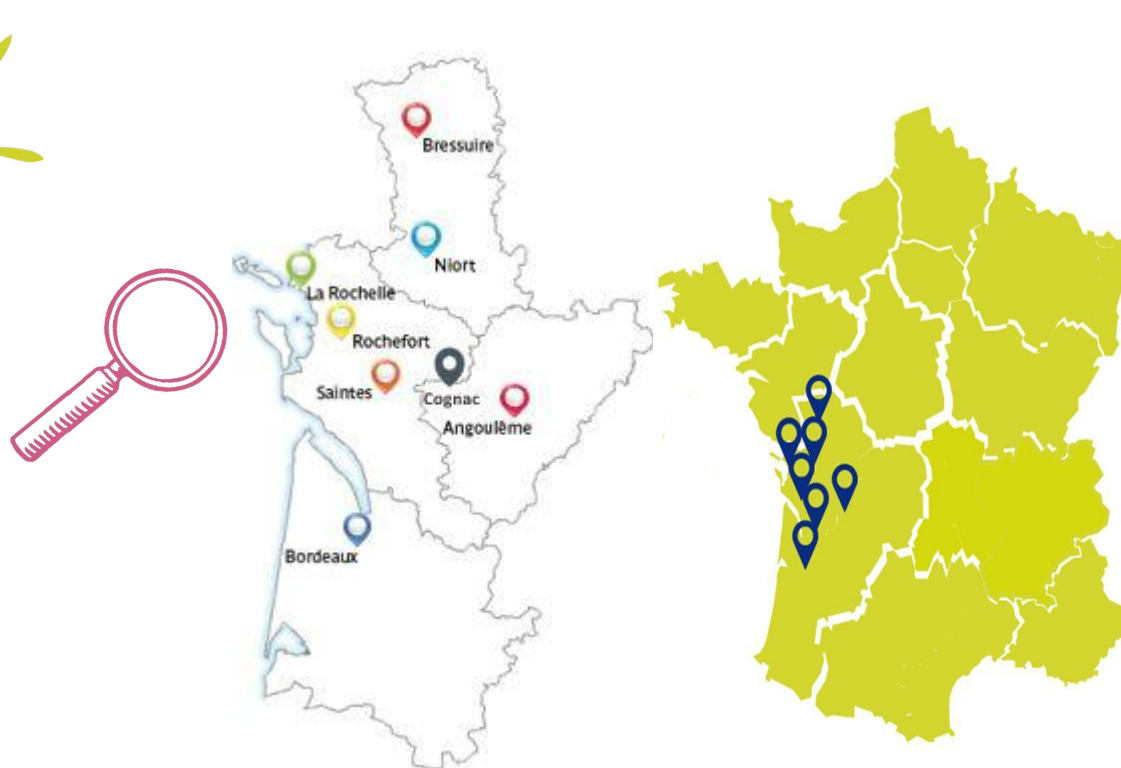 Bressuire
Niort
La Rochelle
Rochefort
Saintes
Cognac
Angoulême
Bordeaux